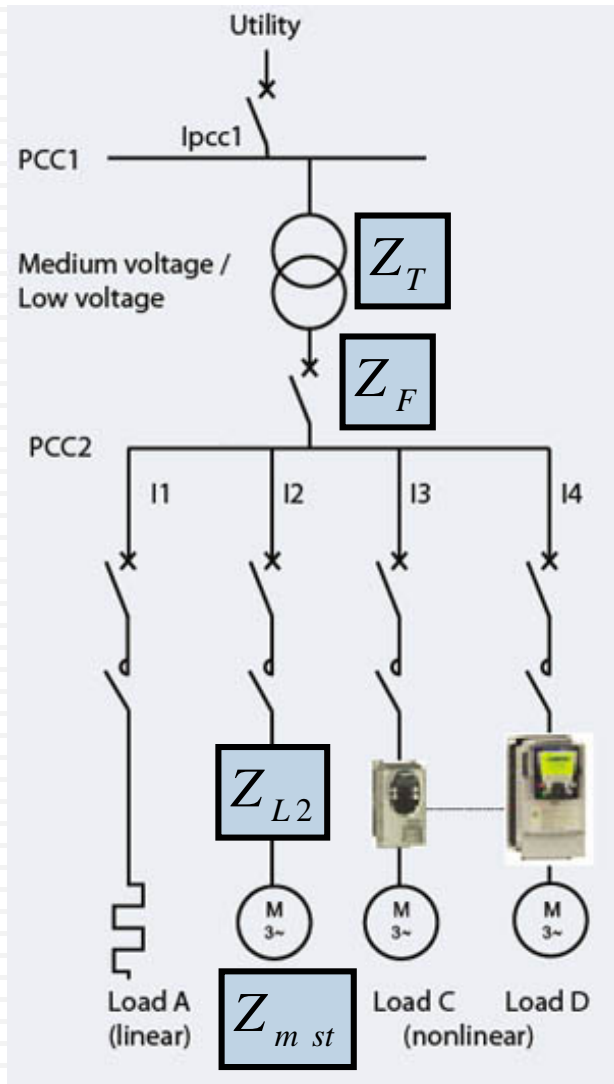 Utility
Ipcc1
PCC1
Z_T
Medium voltage /
Low voltage
Z_F
PCC2
I1 I2 I3 I4
Z_L2
M
3~
M
3~
M
3~
Load A
(linear)
Z_m st
Load C Load D
(nonlinear)